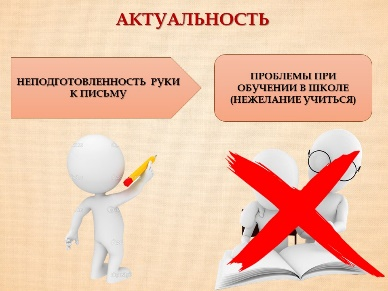 АКТУАЛЬНОСТЬ
НЕПОДГОТОВЛЕННОСТЬ РУКИ
К ПИСЬМУ
ПРОБЛЕМЫ ПРИ
ОБУЧЕНИИ В ШКОЛЕ
(НЕЖЕЛАНИЕ УЧИТЬСЯ)